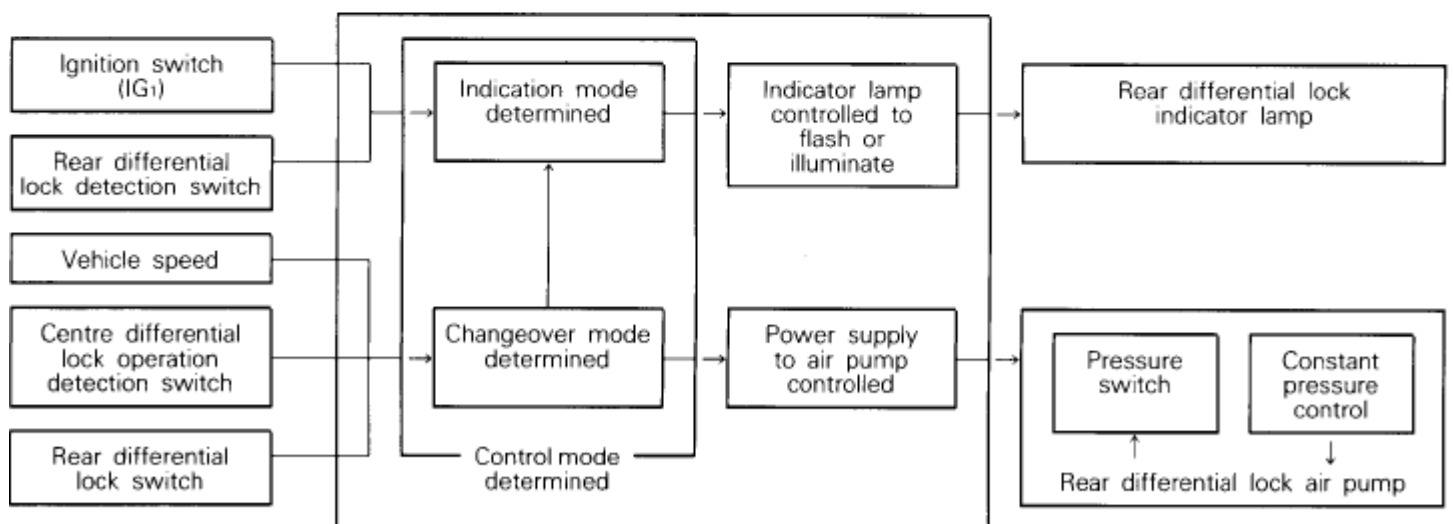 Ignition switch
(IG1)
Rear differential
lock detection switch
Vehicle speed
Centre differential
lock operation
detection switch
Rear differential
lock switch
Indication mode
determined
Changeover mode
determined
Control mode
determined
Indicator lamp
controlled to
flash or
illuminate
Power supply
to air pump
controlled
Rear differential lock
indicator lamp
Pressure
switch
Constant
pressure
control
Rear differential lock air pump